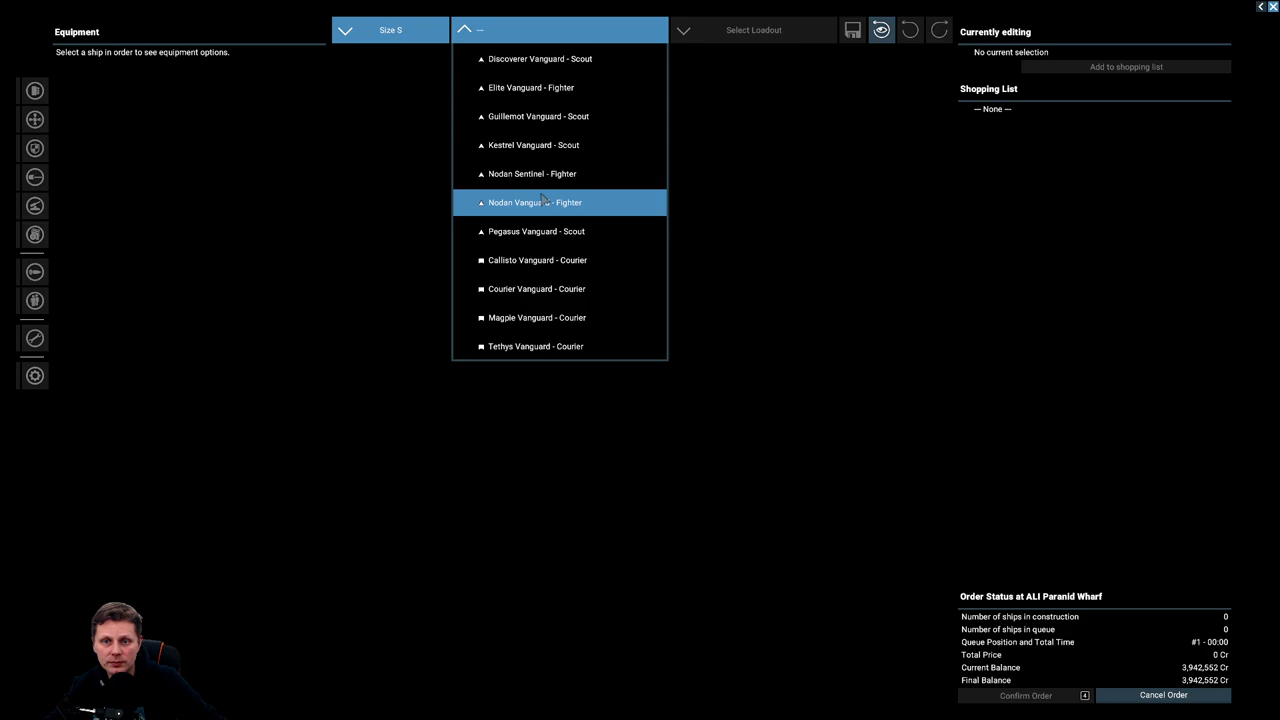 Equipment
Select a ship in order to see equipment options.
Size S
—
Discoverer Vanguard - Scout
Elite Vanguard - Fighter
Guillemot Vanguard - Scout
Kestrel Vanguard - Scout
Nodan Sentinel - Fighter
Nodan Vanguard - Fighter
Pegasus Vanguard - Scout
Callisto Vanguard - Courier
Courier Vanguard - Courier
Magpie Vanguard - Courier
Tethys Vanguard - Courier
Select Loadout
Currently editing
No current selection
Add to shopping list
Shopping List
— None —
Order Status at ALI Paranid Wharf
Number of ships in construction 0
Number of ships in queue 0
Queue Position and Total Time #1 - 00:00
Total Price 0 Cr
Current Balance 3,942,552 Cr
Final Balance 3,942,552 Cr
Confirm Order 4
Cancel Order